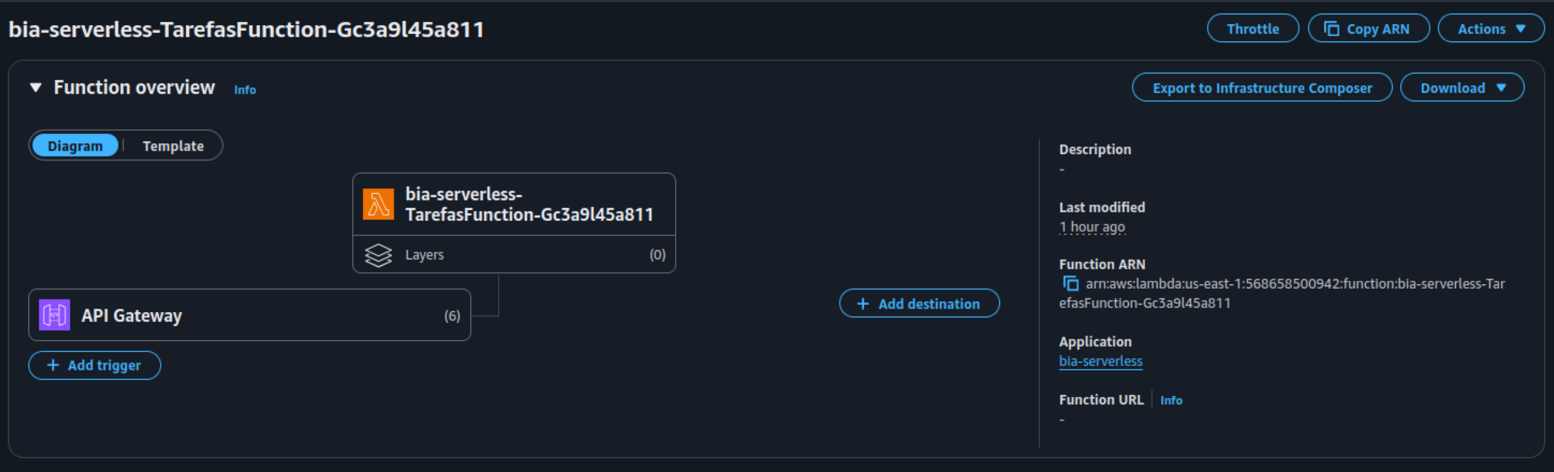 bia-serverless-TarefasFunction-Gc3a9l45a811
Throttle
Copy ARN
Actions
Function overview
Info
Export to Infrastructure Composer
Download
Diagram
Template
bia-serverless-
TarefasFunction-Gc3a9l45a811
Layers
(0)
API Gateway
(6)
+ Add trigger
+ Add destination
Description
-
Last modified
1 hour ago
Function ARN
arn:aws:lambda:us-east-1:568658500942:function:bia-serverless-Tar
efasFunction-Gc3a9l45a811
Application
bia-serverless
Function URL
Info
-